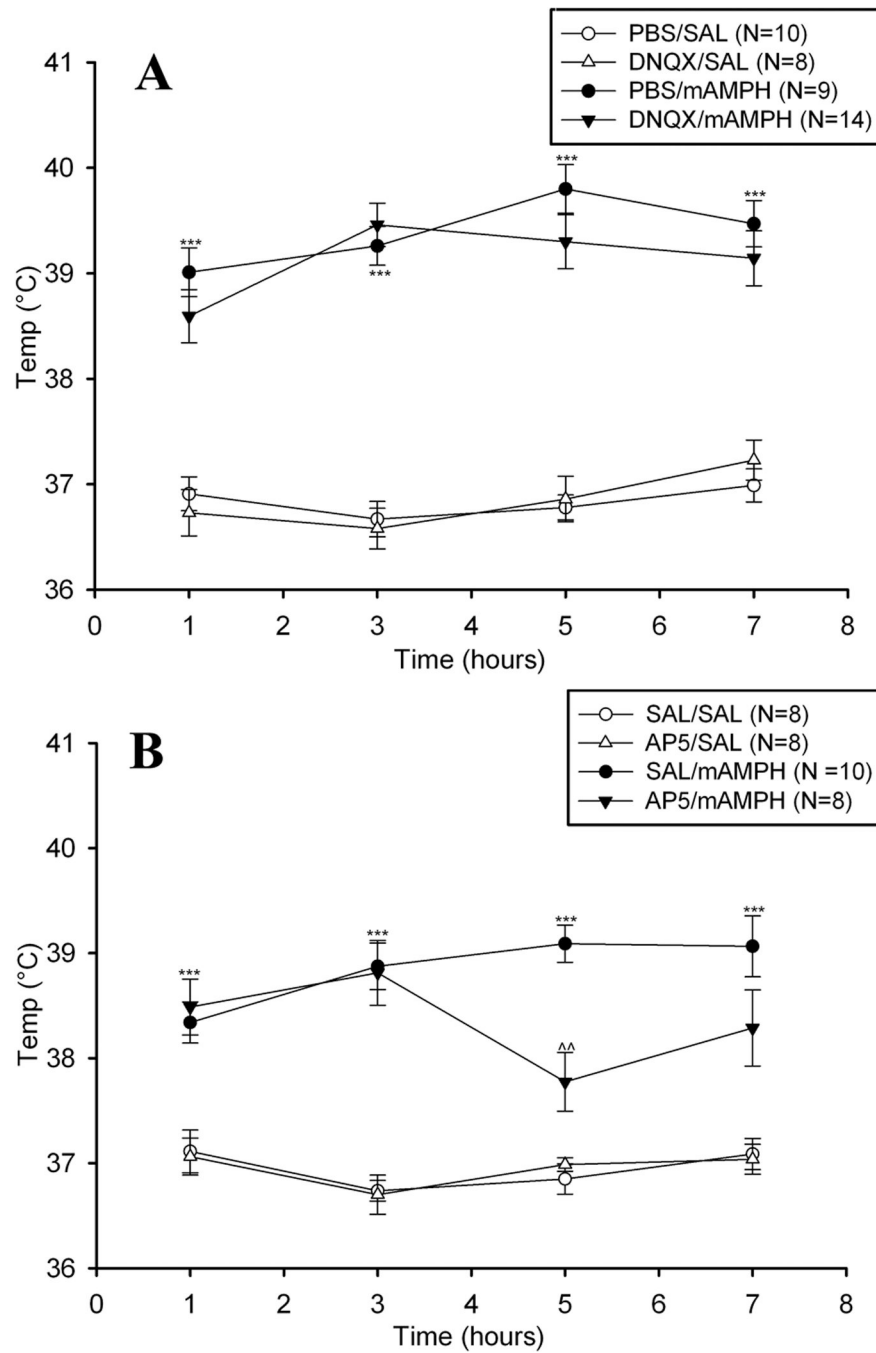 A
PBS/SAL (N=10)
DNQX/SAL (N=8)
PBS/mAMPH (N=9)
DNQX/mAMPH (N=14)
41
40
39
38
37
36
Temp (°C)
***
***
***
***
0 1 2 3 4 5 6 7 8
Time (hours)
B
SAL/SAL (N=8)
AP5/SAL (N=8)
SAL/mAMPH (N =10)
AP5/mAMPH (N=8)
41
40
39
38
37
36
Temp (°C)
***
***
***
***
^^
0 1 2 3 4 5 6 7 8
Time (hours)